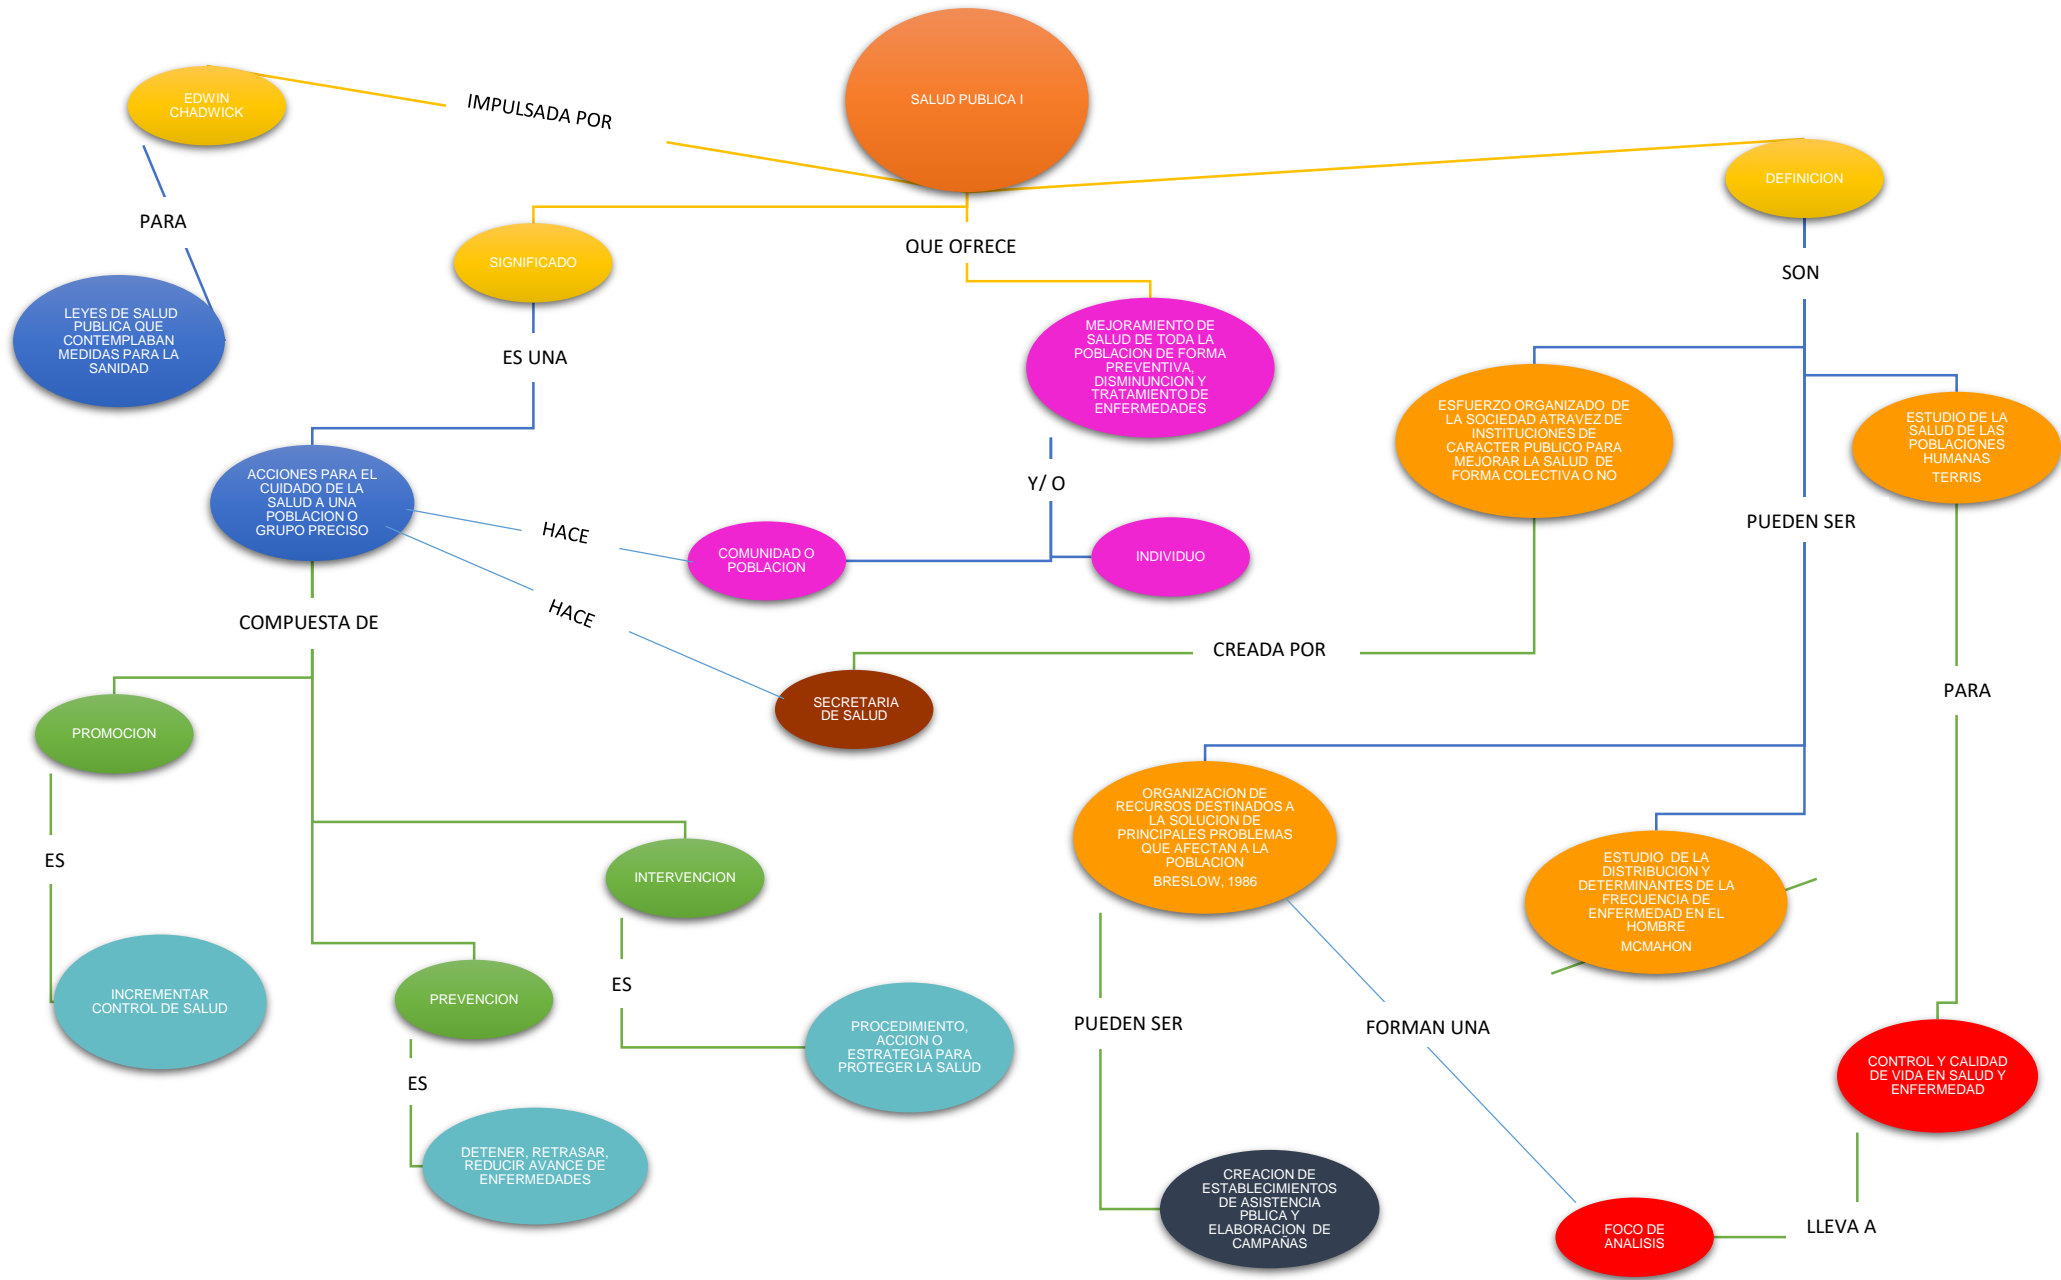 SALUD PUBLICA I
EDWIN
CHADWICK
IMPULSADA POR
DEFINICION
PARA
SIGNIFICADO
QUE OFRECE
SON
LEYES DE SALUD
PUBLICA QUE
CONTEMPLABAN
MEDIDAS PARA LA
SANIDAD
ES UNA
MEJORAMIENTO DE
SALUD DE TODA LA
POBLACION DE FORMA
PREVENTIVA,
DISMINUNCION Y
TRATAMIENTO DE
ENFERMEDADES
ESFUERZO ORGANIZADO DE
LA SOCIEDAD ATRAVEZ DE
INSTITUCIONES DE
CARACTER PUBLICO PARA
MEJORAR LA SALUD DE
FORMA COLECTIVA O NO
ESTUDIO DE LA
SALUD DE LAS
POBLACIONES
HUMANAS
TERRIS
ACCIONES PARA EL
CUIDADO DE LA
SALUD A UNA
POBLACION O
GRUPO PRECISO
Y/ O
HACE
COMUNIDAD O
POBLACION
INDIVIDUO
PUEDEN SER
HACE
COMPUESTA DE
CREADA POR
SECRETARIA
DE SALUD
PARA
PROMOCION
ORGANIZACION DE
RECURSOS DESTINADOS A
LA SOLUCION DE
PRINCIPALES PROBLEMAS
QUE AFECTAN A LA
POBLACION
BRESLOW, 1986
ES
INTERVENCION
ESTUDIO DE LA
DISTRIBUCION Y
DETERMINANTES DE LA
FRECUENCIA DE
ENFERMEDAD EN EL
HOMBRE
MCMAHON
INCREMENTAR
CONTROL DE SALUD
PREVENCION
ES
PROCEDIMIENTO,
ACCION O
ESTRATEGIA PARA
PROTEGER LA SALUD
PUEDEN SER
FORMAN UNA
CONTROL Y CALIDAD
DE VIDA EN SALUD Y
ENFERMEDAD
ES
DETENER, RETRASAR,
REDUCIR AVANCE DE
ENFERMEDADES
CREACION DE
ESTABLECIMIENTOS
DE ASISTENCIA
PBLICA Y
ELABORACION DE
CAMPAÑAS
FOCO DE
ANALISIS
LLEVA A